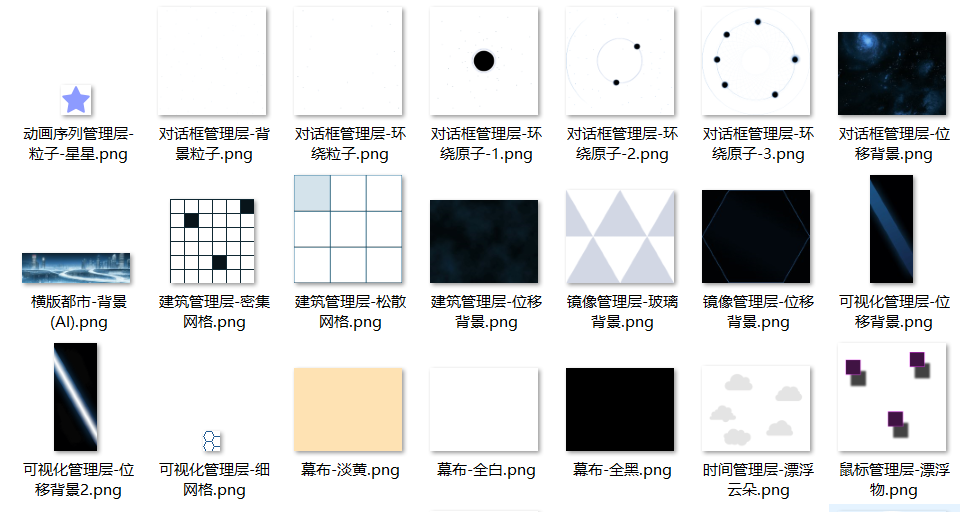 动画序列管理层-
粒子-星星.png
对话框管理层-背
景粒子.png
对话框管理层-环
绕粒子.png
对话框管理层-环
绕原子-1.png
对话框管理层-环
绕原子-2.png
对话框管理层-环
绕原子-3.png
对话框管理层-位
移背景.png
横版都市-背景
(AI).png
建筑管理层-密集
网格.png
建筑管理层-松散
网格.png
建筑管理层-位移
背景.png
镜像管理层-玻璃
背景.png
镜像管理层-位移
背景.png
可视化管理层-位
移背景.png
可视化管理层-位
移背景2.png
可视化管理层-细
网格.png
幕布-淡黄.png
幕布-全白.png
幕布-全黑.png
时间管理层-漂浮
云朵.png
鼠标管理层-漂浮
物.png